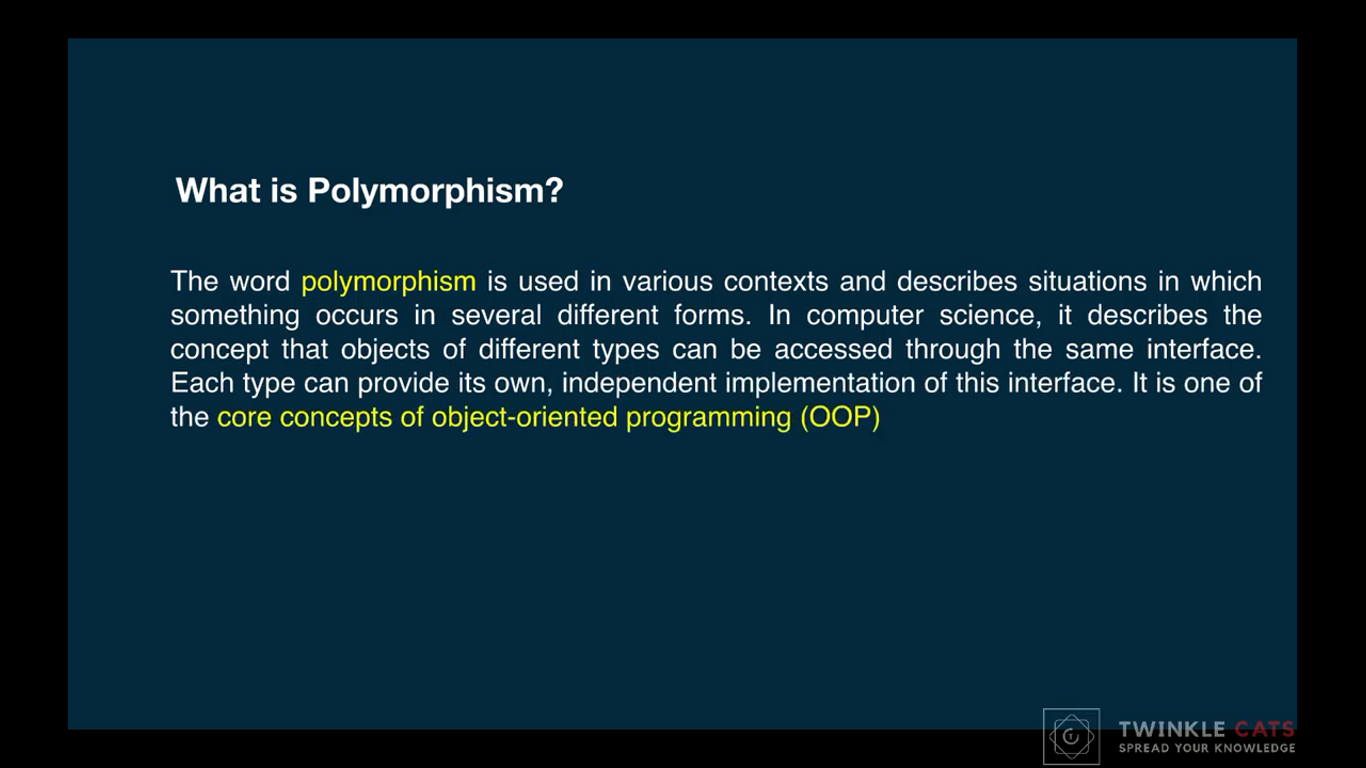 What is Polymorphism?
The word polymorphism is used in various contexts and describes situations in which
something occurs in several different forms. In computer science, it describes the
concept that objects of different types can be accessed through the same interface.
Each type can provide its own, independent implementation of this interface. It is one of
the core concepts of object-oriented programming (OOP)
TWINKLE CATS
SPREAD YOUR KNOWLEDGE